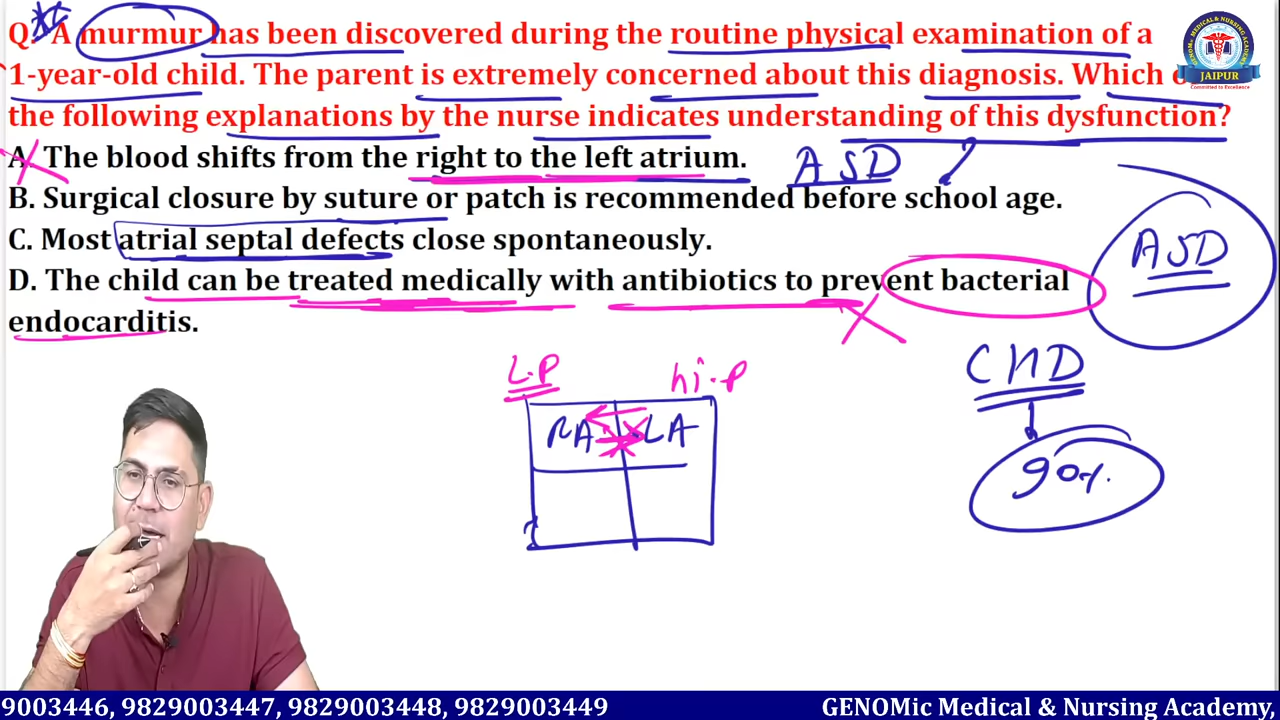 Q. A murmur has been discovered during the routine physical examination of a
1-year-old child. The parent is extremely concerned about this diagnosis. Which
the following explanations by the nurse indicates understanding of this dysfunction?
A. The blood shifts from the right to the left atrium.
ASD
B. Surgical closure by suture or patch is recommended before school age.
C. Most atrial septal defects close spontaneously.
ASD
D. The child can be treated medically with antibiotics to prevent bacterial
endocarditis.
L.P hi.P
CHD
RA LA
90%.
JAIPUR
Committed to Excellence
9003446, 9829003447, 9829003448, 9829003449
GENOMic Medical & Nursing Academy,